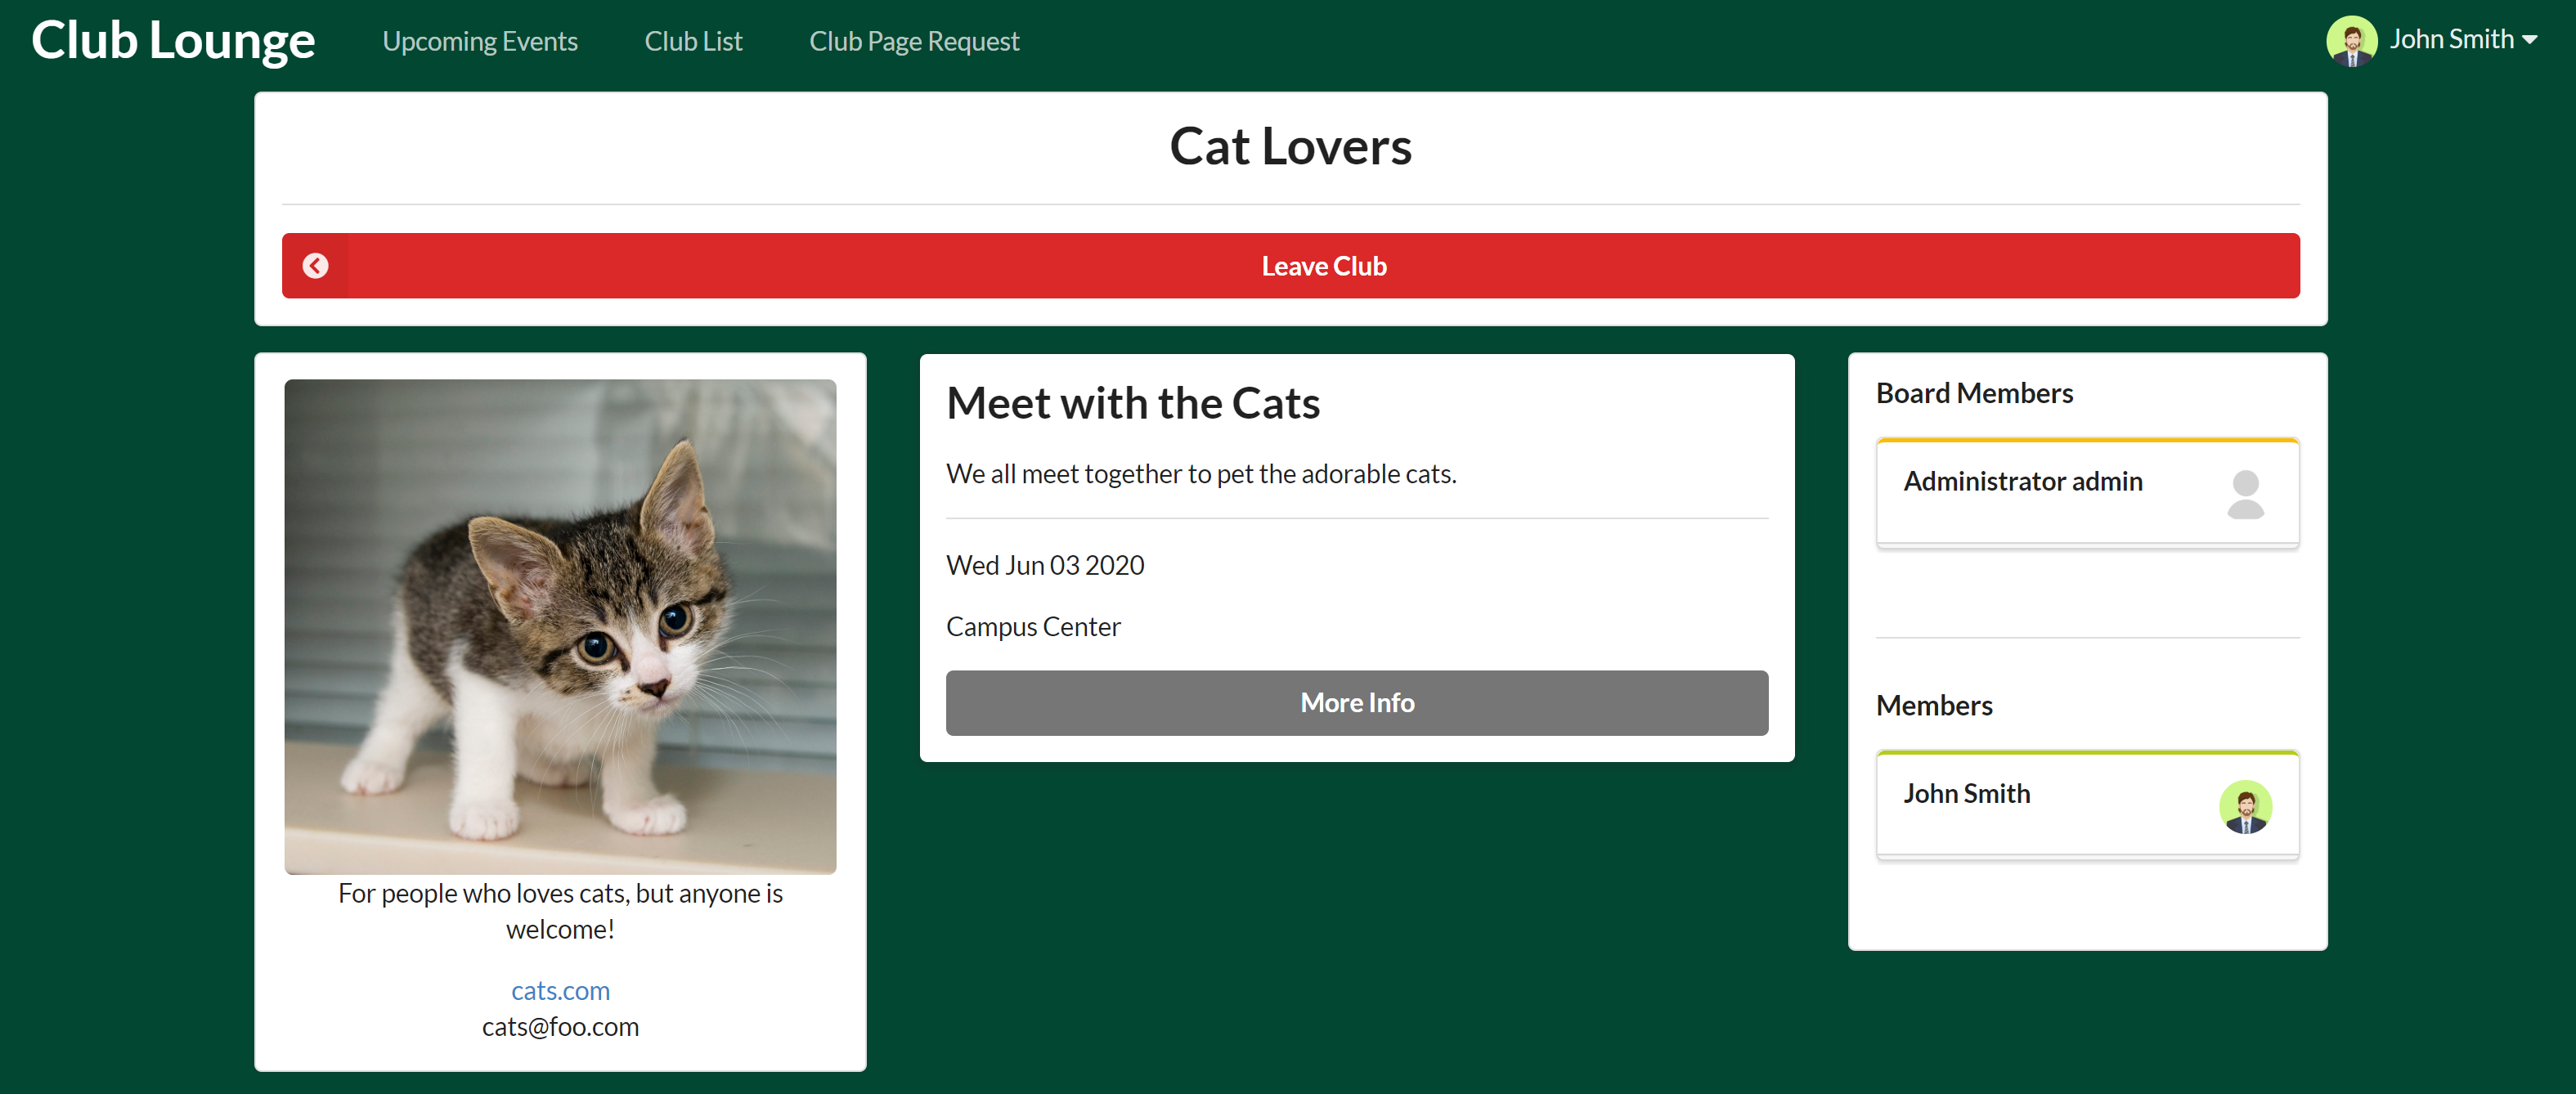 Club Lounge
Upcoming Events
Club List
Club Page Request
John Smith
Cat Lovers
Leave Club
For people who loves cats, but anyone is
welcome!
cats.com
cats@foo.com
Meet with the Cats
We all meet together to pet the adorable cats.
Wed Jun 03 2020
Campus Center
More Info
Board Members
Administrator admin
Members
John Smith